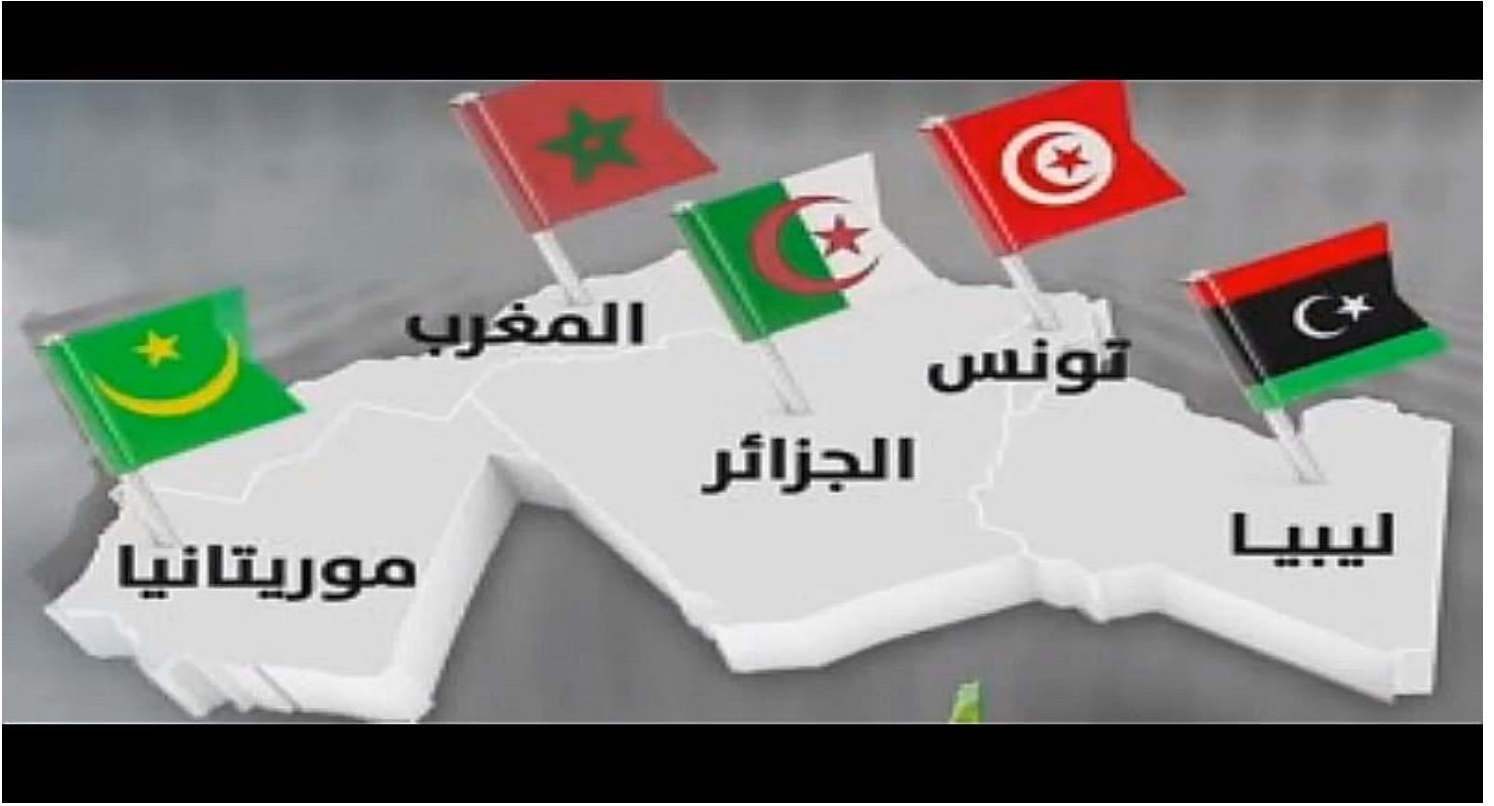 المغرب
تونس
الجزائر
ليبيا
موريتانيا